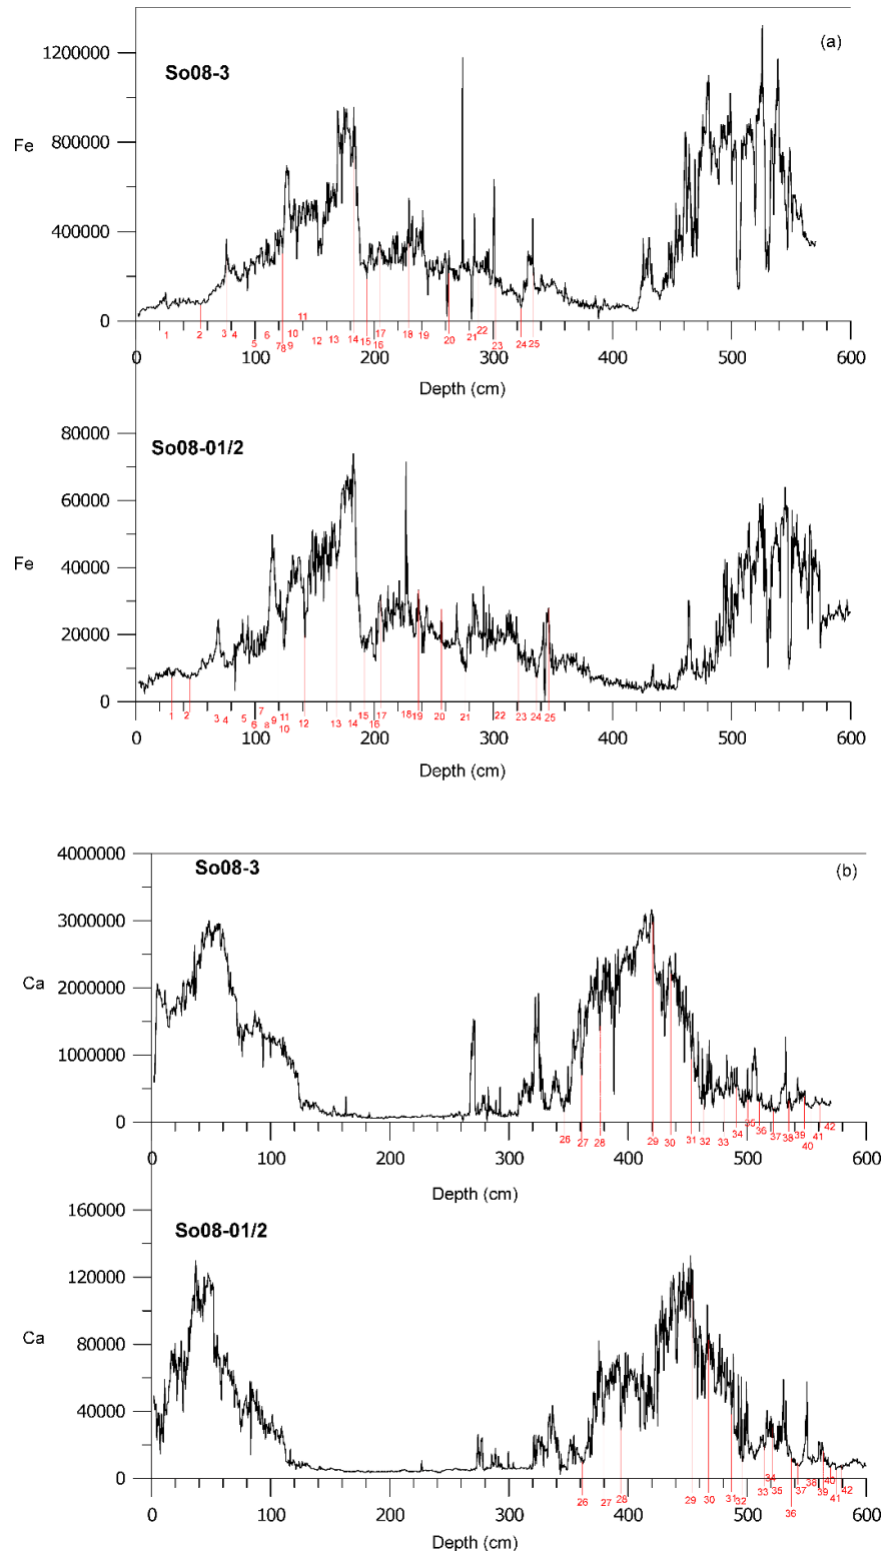 1200000
(a)
So08-3
Fe
800000
400000
0
1 2 3 4 5 6 7 8 9 10 11 12 13 14 15 16 17 18 19 20 21 22 23 24 25
0 100 200 300 400 500 600
Depth (cm)
80000
So08-01/2
60000
Fe
40000
20000
0
1 2 3 4 5 6 7 8 9 10 11 12 13 14 15 16 17 18 19 20 21 22 23 24 25
0 100 200 300 400 500 600
Depth (cm)
4000000
So08-3
(b)
3000000
Ca
2000000
1000000
0
26 27 28 29 30 31 32 33 34 35 36 37 38 39 40 41 42
0 100 200 300 400 500 600
Depth (cm)
160000
So08-01/2
120000
Ca
80000
40000
0
26 27 28 29 30 31 32 33 34 35 36 37 38 39 40 41 42
0 100 200 300 400 500 600
Depth (cm)